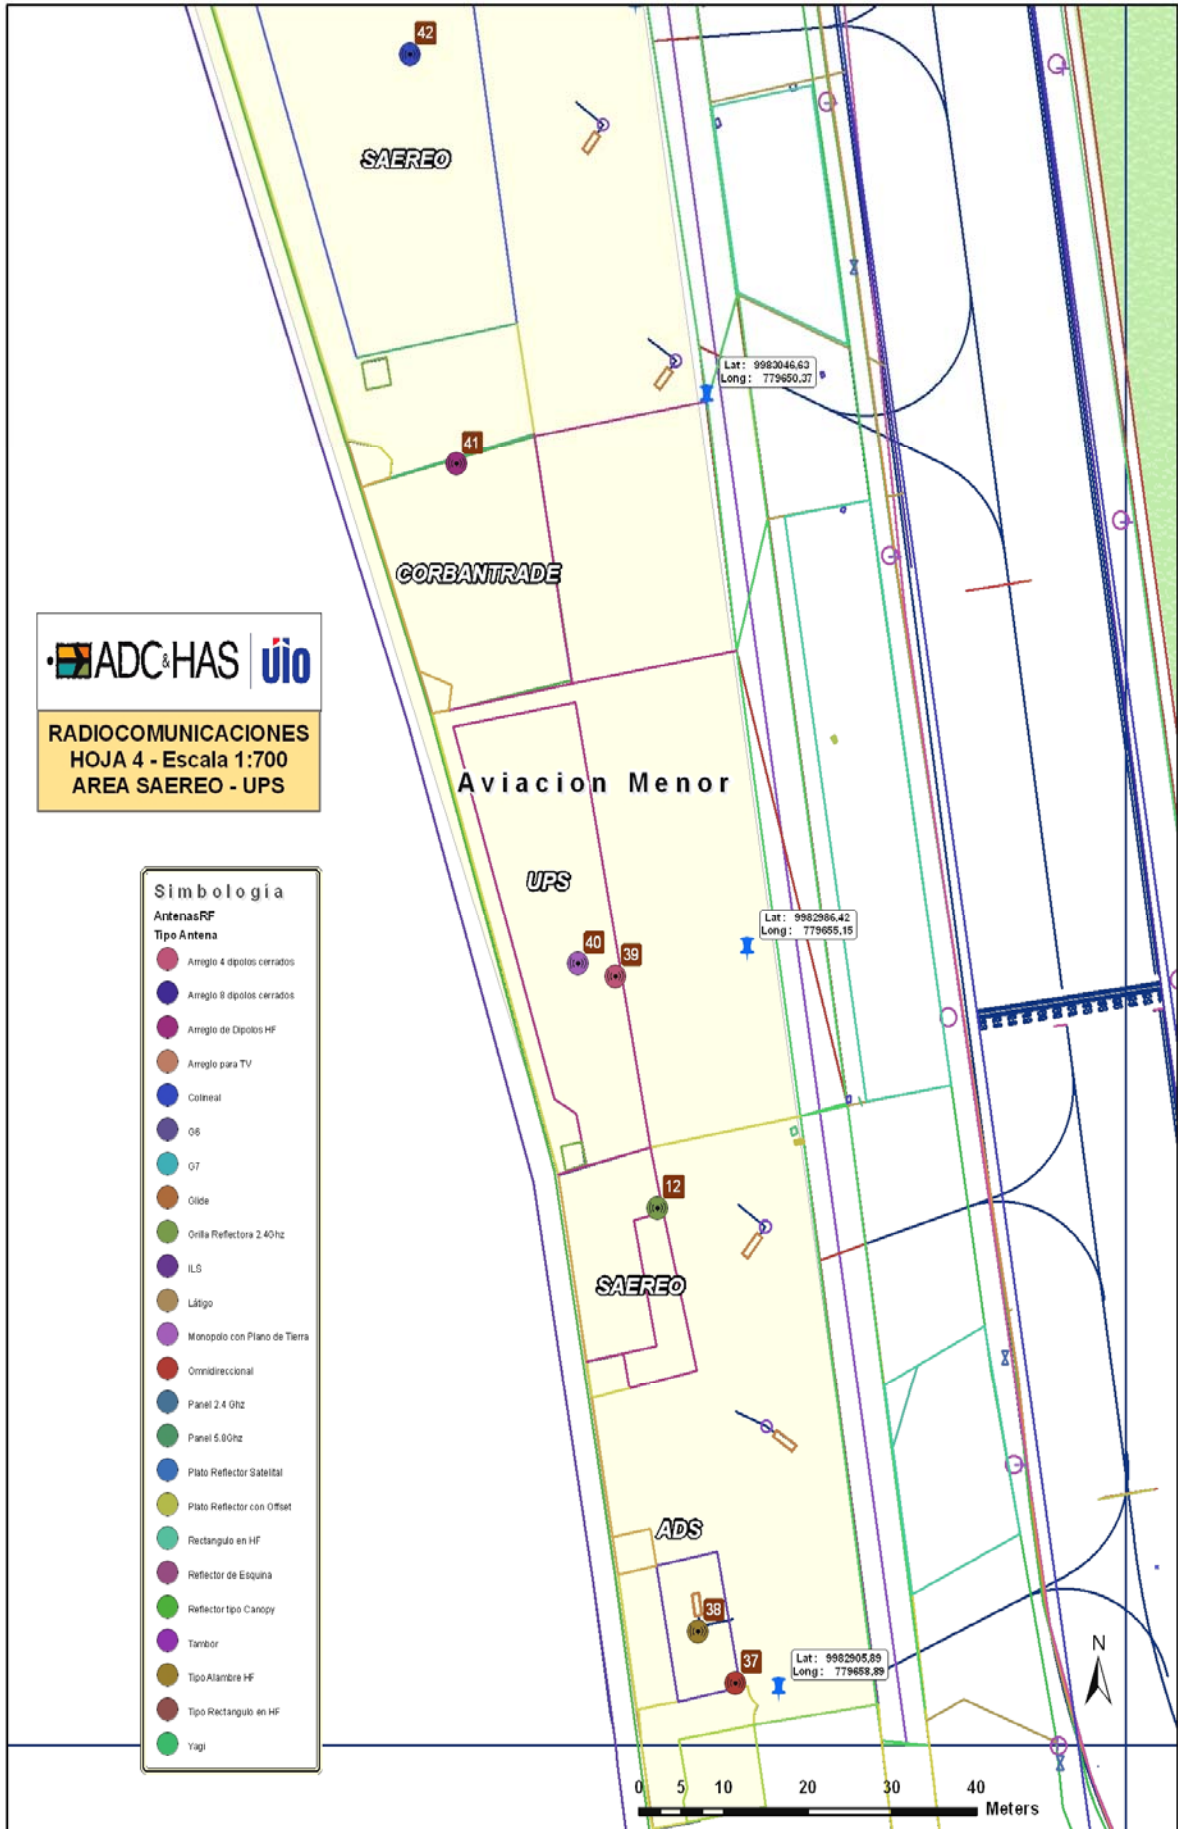 42
SAEREO
Lat: 9983046,63
Long: 779650,37
41
CORBANTRADE
ADC&HAS UIO
RADIOCOMUNICACIONES
HOJA 4 - Escala 1:700
AREA SAEREO - UPS
Aviacion Menor
UPS
Lat: 9982986,42
Long: 779655,15
40
39
12
SAEREO
ADS
38
37
Lat: 9982905,89
Long: 779658,89
Simbología
AntenasRF
Tipo Antena
Arreglo 4 dipolos cerrados
Arreglo 8 dipolos cerrados
Arreglo de Dipolos HF
Arreglo para TV
Colineal
G6
G7
Glide
Grilla Reflectora 2.4Ghz
ILS
Látigo
Monopolo con Plano de Tierra
Omnidireccional
Panel 2.4 Ghz
Panel 5.8Ghz
Plato Reflector Satelital
Plato Reflector con Offset
Rectangulo en HF
Reflector de Esquina
Reflector tipo Canopy
Tambor
Tipo Alambre HF
Tipo Rectangulo en HF
Yagi
N
0 5 10 20 30 40
Meters